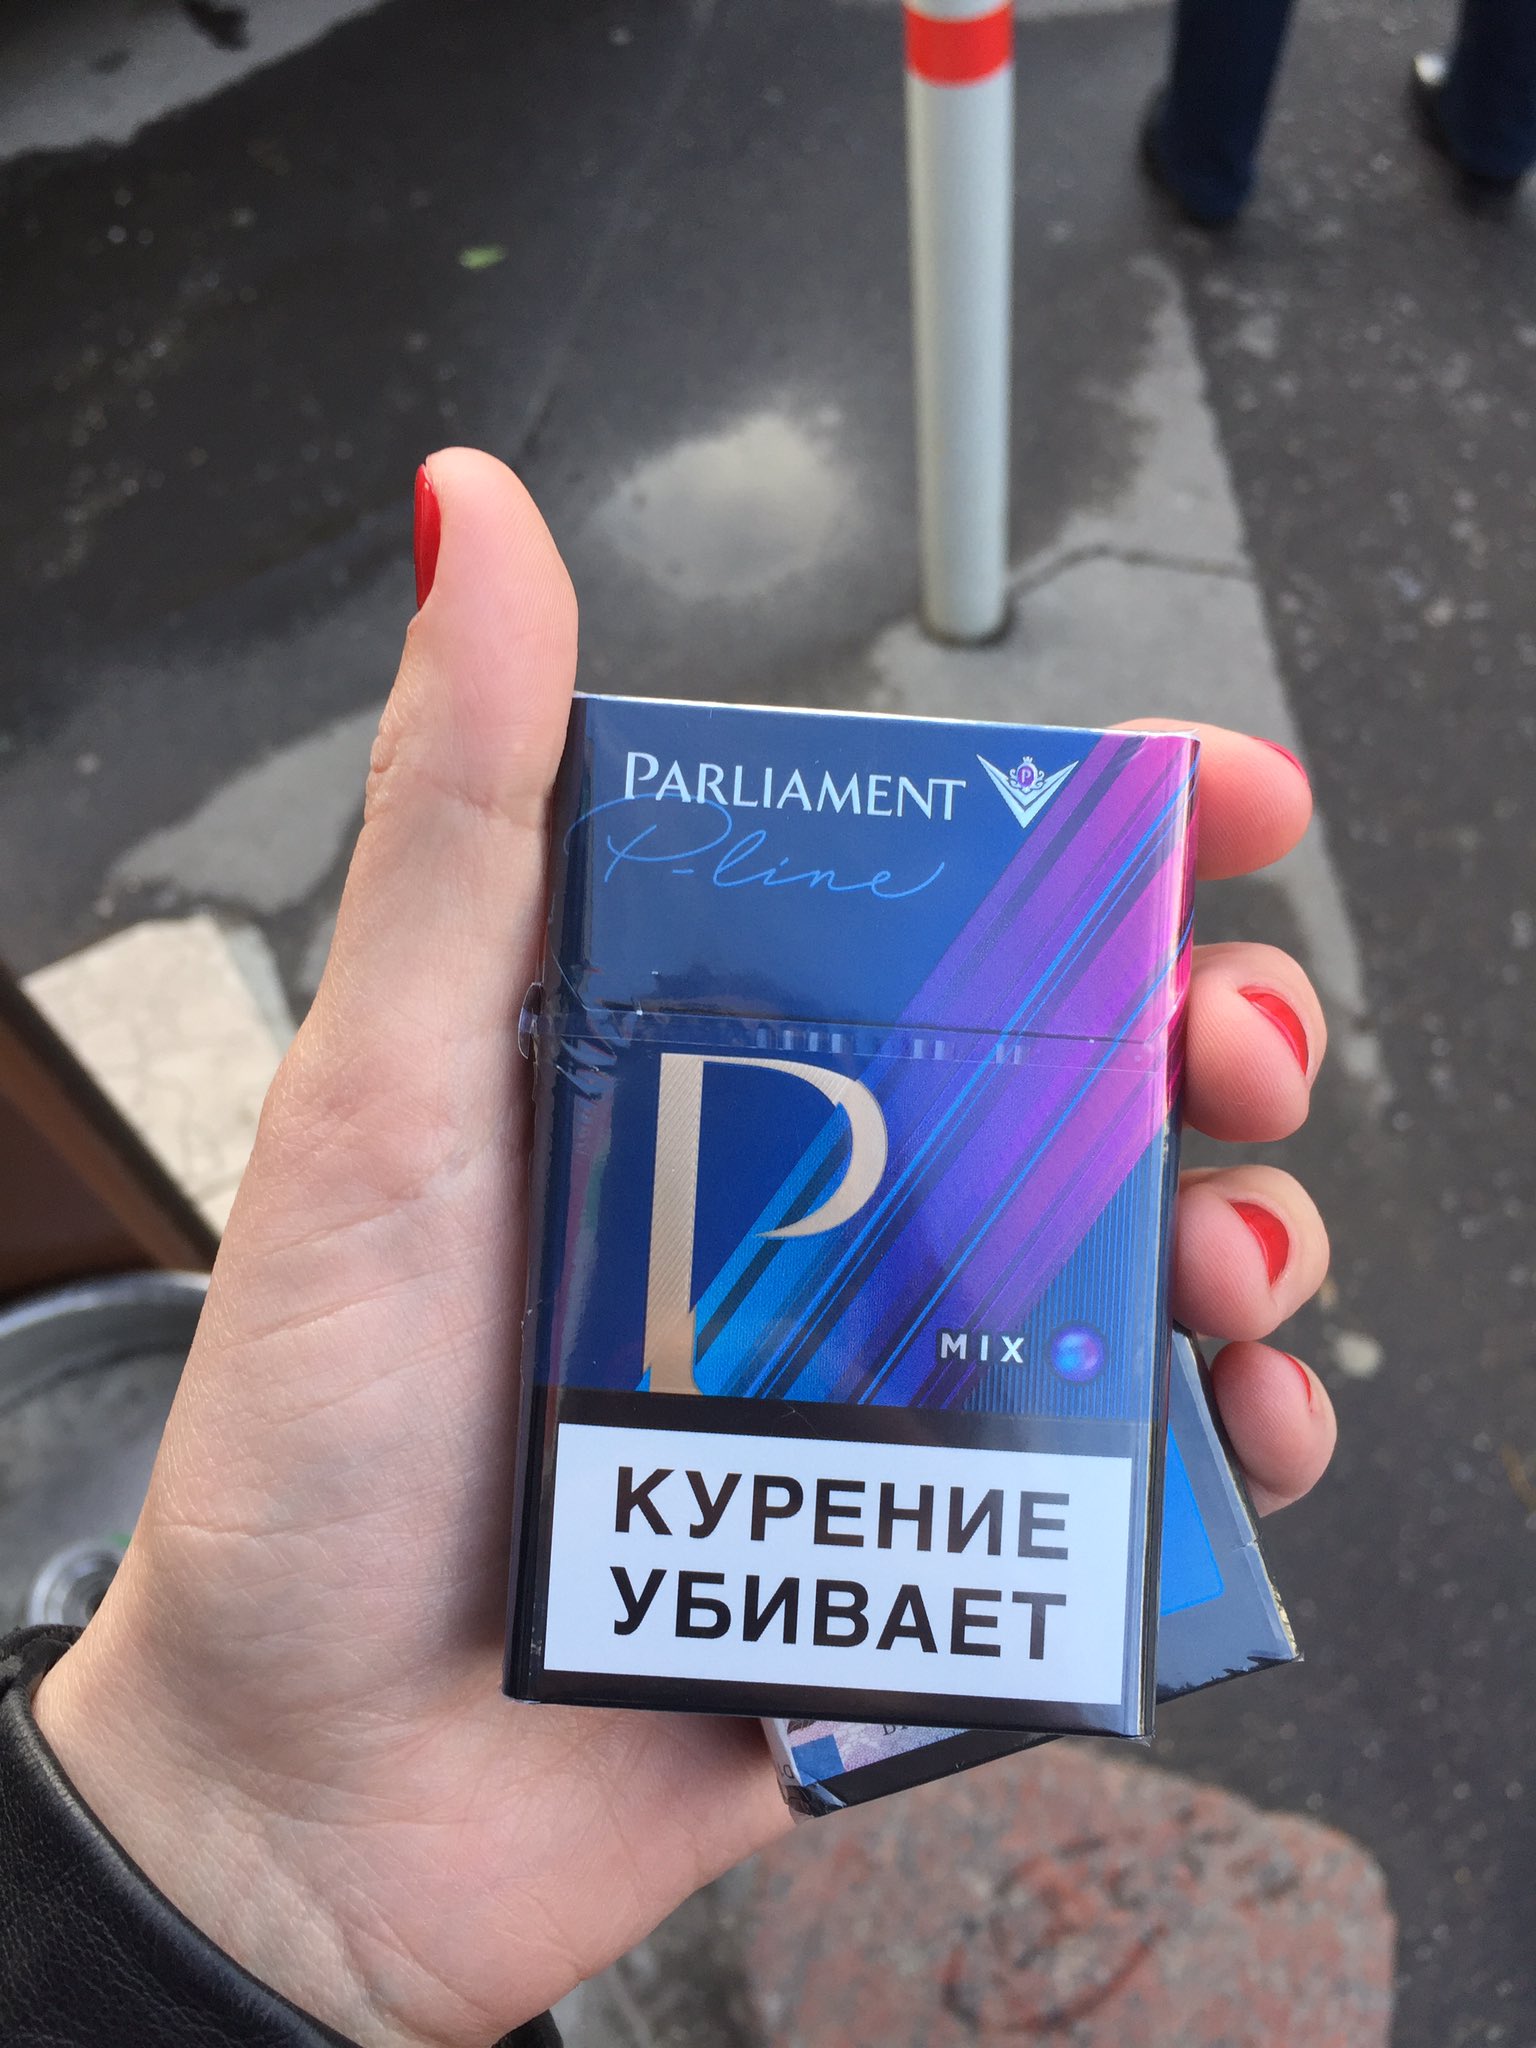 PARLIAMENT
P-line
P
MIX
КУРЕНИЕ
УБИВАЕТ